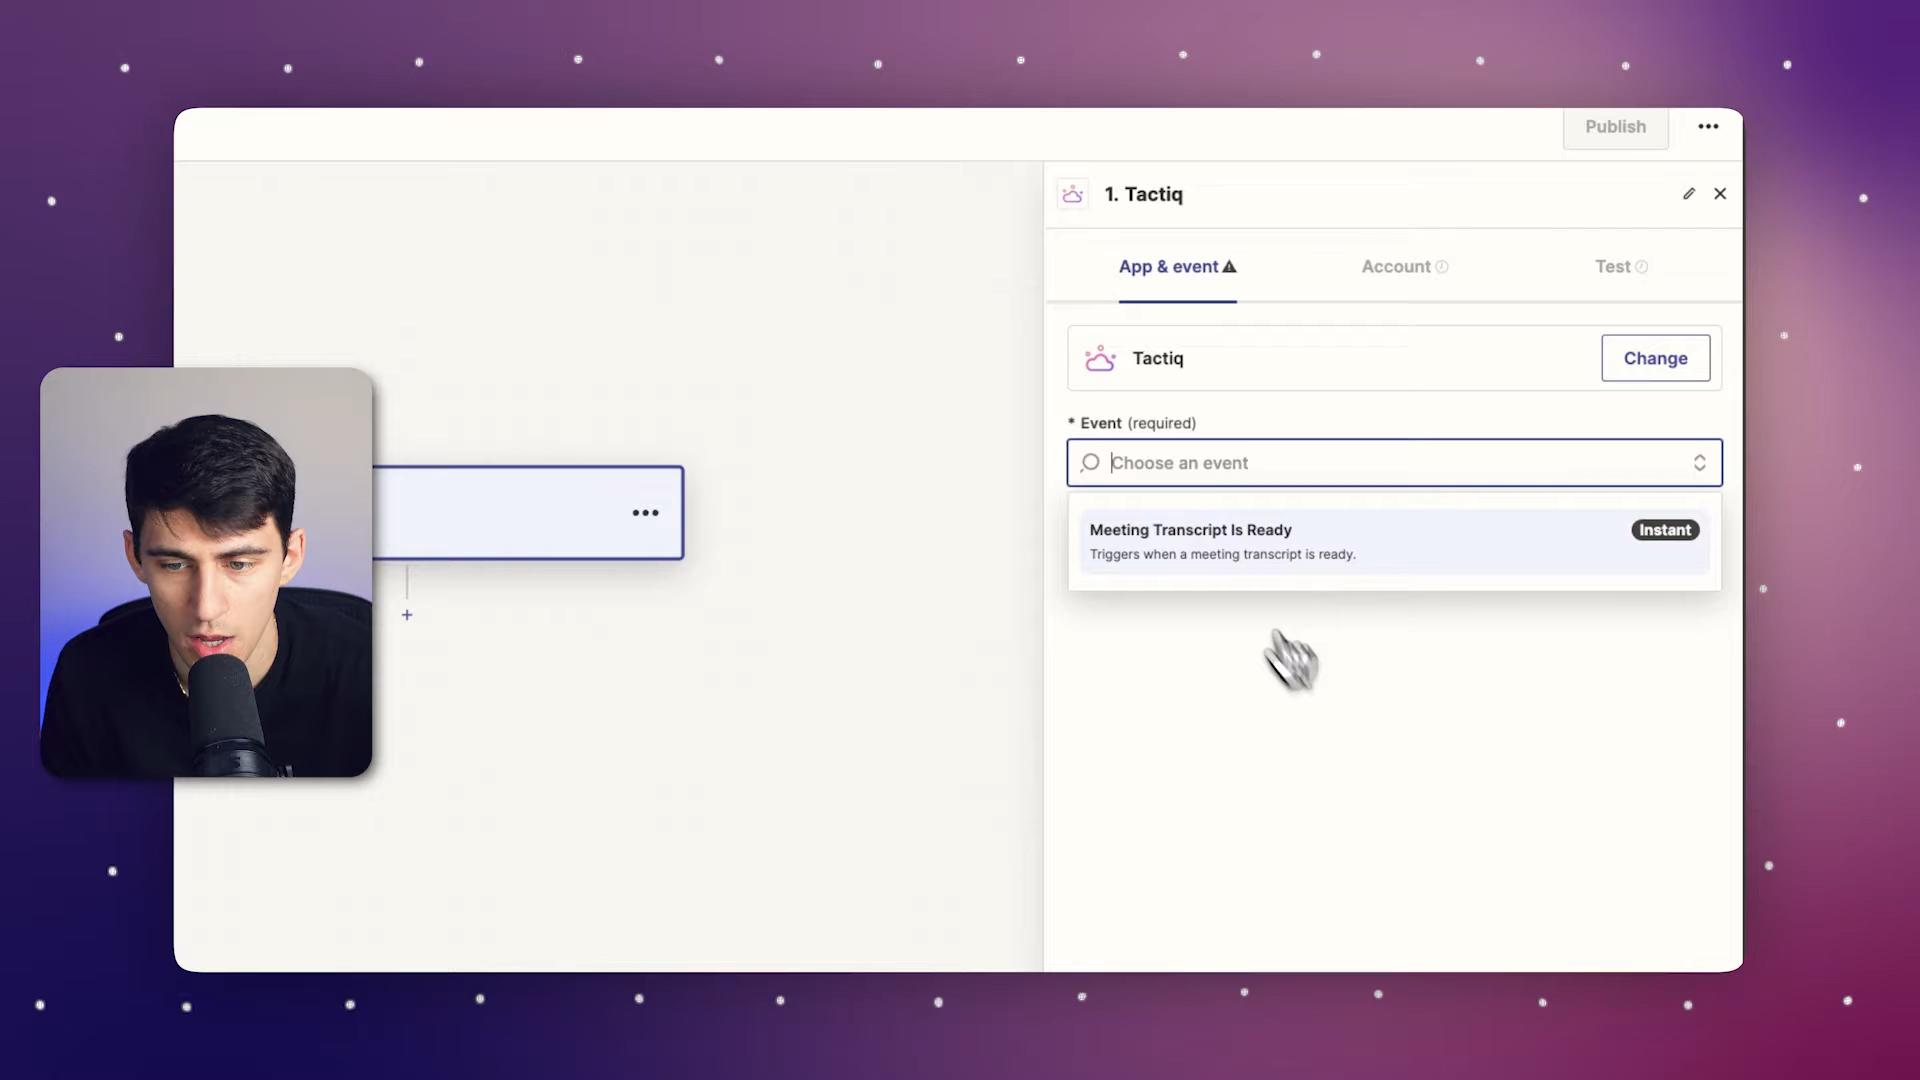 Publish
1. Tactiq
App & event
Account
Test
Tactiq
Change
* Event (required)
Choose an event
Meeting Transcript Is Ready
Instant
Triggers when a meeting transcript is ready.